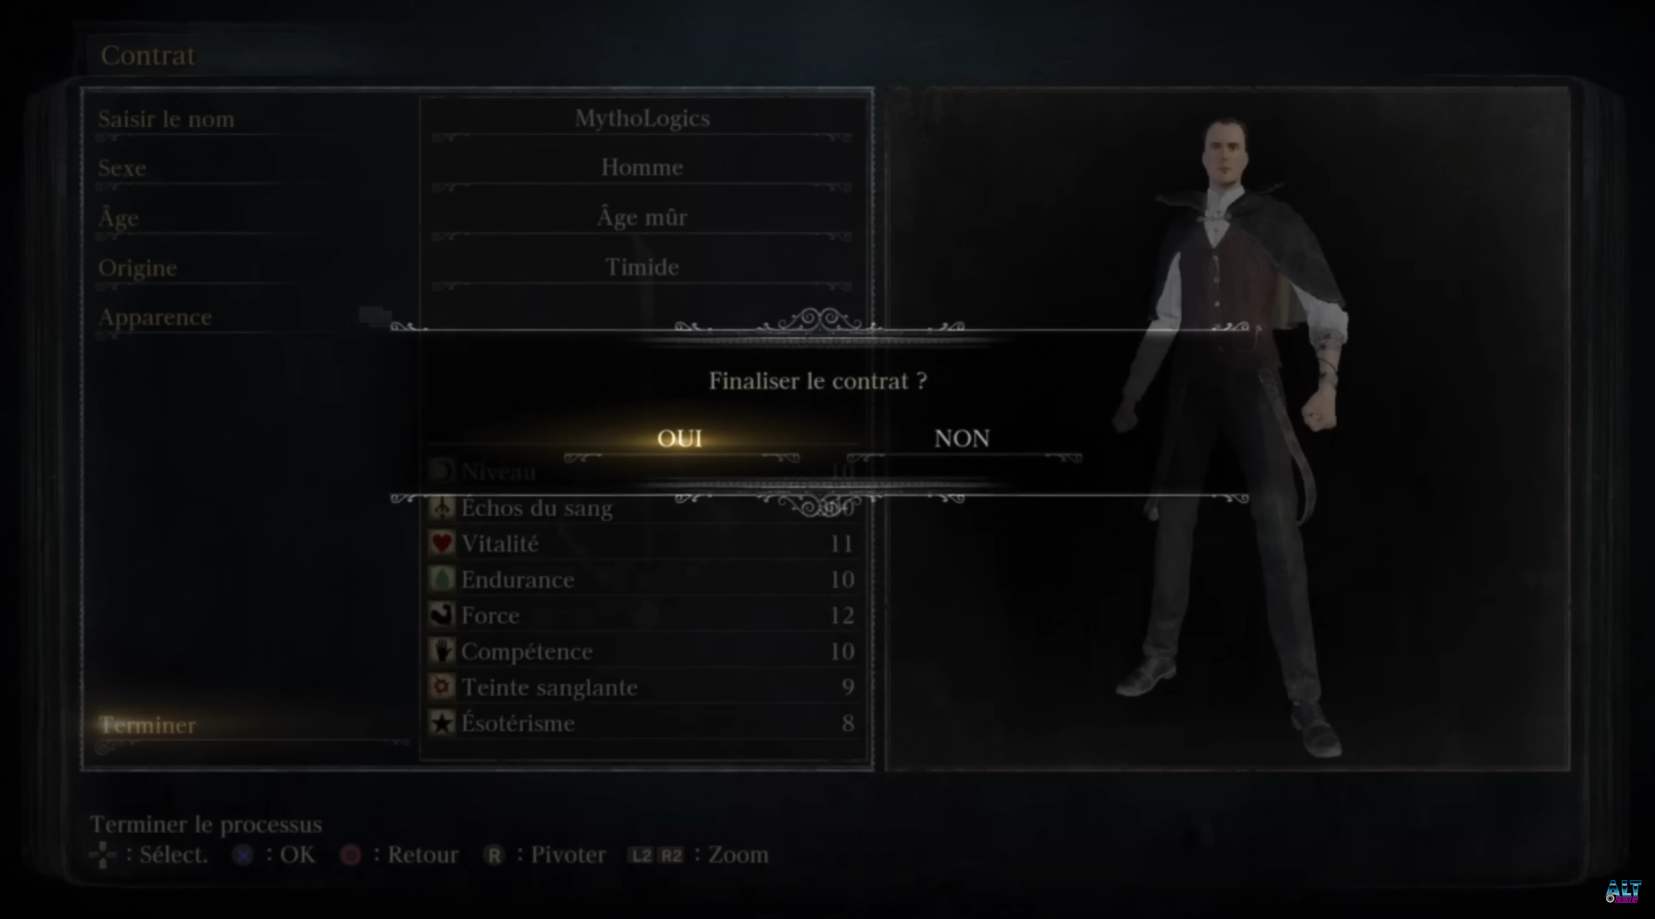 Contrat
Saisir le nom
MythoLogics
Sexe
Homme
Âge
Âge mûr
Origine
Timide
Apparence
Finaliser le contrat ?
OUI
NON
Niveau
10
Échos du sang
Vitalité
11
Endurance
10
Force
12
Compétence
10
Teinte sanglante
9
Ésotérisme
8
Terminer
Terminer le processus
: Sélect.
: OK
: Retour
R : Pivoter
L2 R2 : Zoom
ALT